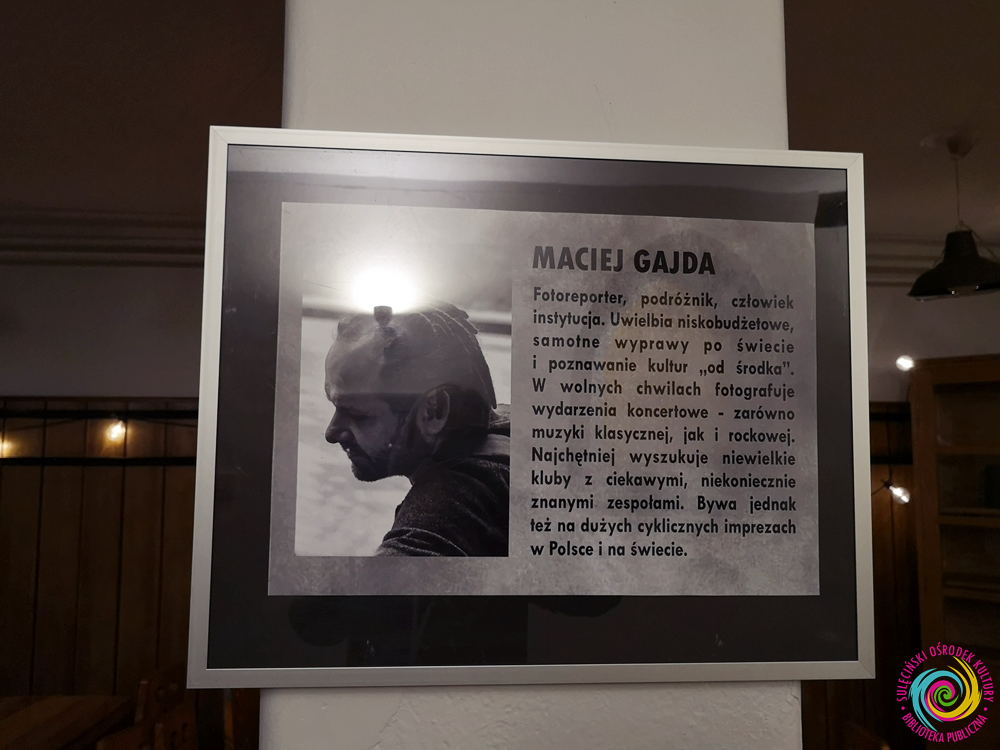 MACIEJ GAJDA
Fotoreporter, podróżnik, człowiek
instytucja. Uwielbia niskobudżetowe,
samotne wyprawy po świecie
i poznawanie kultur „od środka”.
W wolnych chwilach fotografuje
wydarzenia koncertowe - zarówno
muzyki klasycznej, jak i rockowej.
Najchętniej wyszukuje niewielkie
kluby z ciekawymi, niekoniecznie
znanymi zespołami. Bywa jednak
też na dużych cyklicznych imprezach
w Polsce i na świecie.
SULĘCIŃSKI OŚRODEK KULTURY
• BIBLIOTEKA PUBLICZNA •